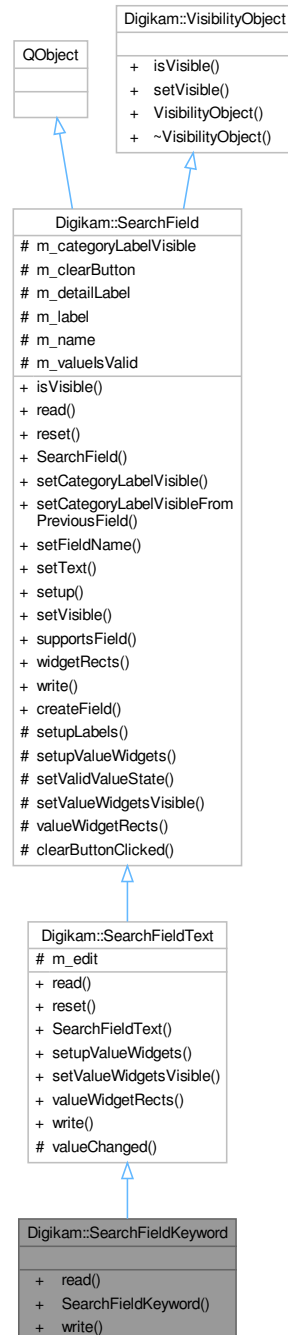 Digikam::VisibilityObject
+ isVisible()
+ setVisible()
+ VisibilityObject()
+ ~VisibilityObject()
QObject
Digikam::SearchField
# m_categoryLabelVisible
# m_clearButton
# m_detailLabel
# m_label
# m_name
# m_valueIsValid
+ isVisible()
+ read()
+ reset()
+ SearchField()
+ setCategoryLabelVisible()
+ setCategoryLabelVisibleFrom
PreviousField()
+ setFieldName()
+ setText()
+ setup()
+ setVisible()
+ supportsField()
+ widgetRects()
+ write()
+ createField()
# setupLabels()
# setupValueWidgets()
# setValidValueState()
# setValueWidgetsVisible()
# valueWidgetRects()
# clearButtonClicked()
Digikam::SearchFieldText
# m_edit
+ read()
+ reset()
+ SearchFieldText()
+ setupValueWidgets()
+ setValueWidgetsVisible()
+ valueWidgetRects()
+ write()
# valueChanged()
Digikam::SearchFieldKeyword
+ read()
+ SearchFieldKeyword()
+ write()